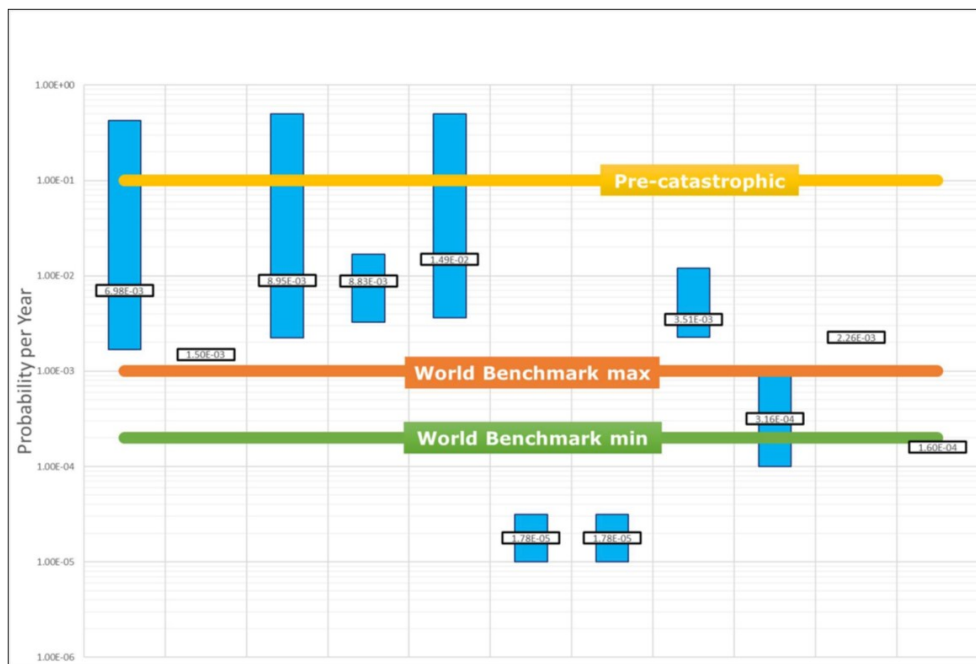 1.00E+00
1.00E-01
1.00E-02
1.00E-03
1.00E-04
1.00E-05
1.00E-06
Probability per Year
Pre-catastrophic
World Benchmark max
World Benchmark min
6.98E-03
1.50E-03
8.95E-03
8.83E-03
1.49E-02
1.78E-05
1.78E-05
3.51E-03
3.16E-04
2.26E-03
1.60E-04